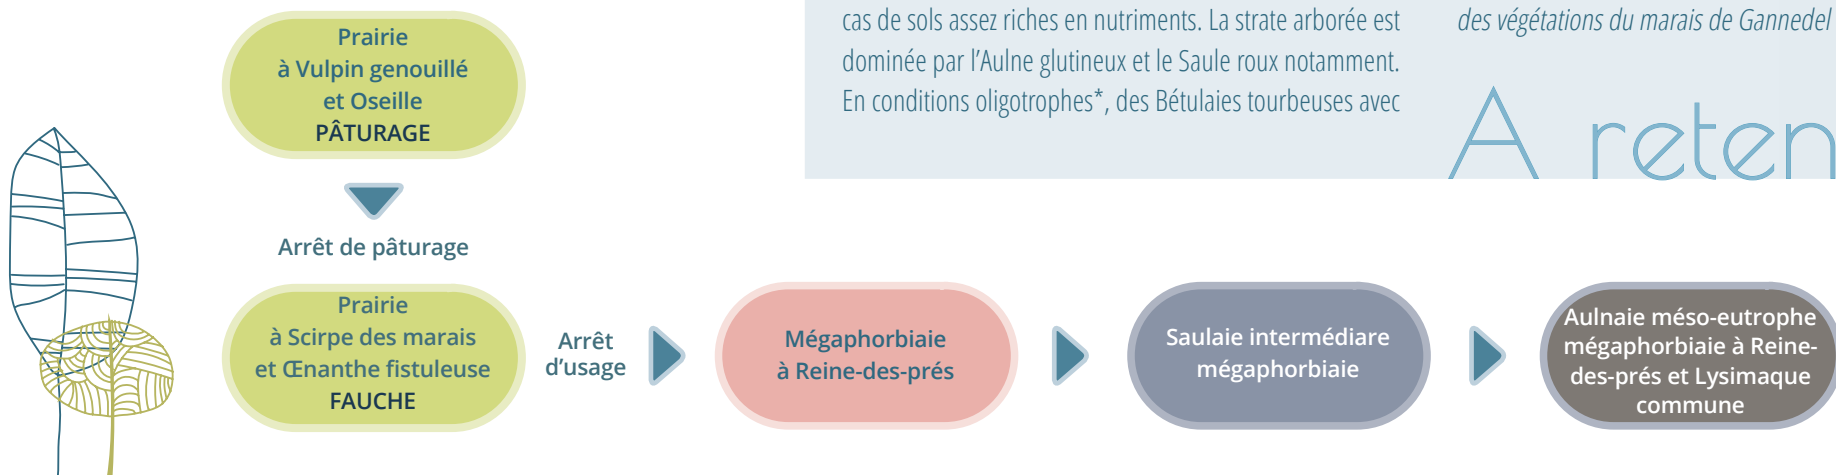 cas de sols assez riches en nutriments. La strate arborée est
dominée par l'Aulne glutineux et le Saule roux notamment.
En conditions oligotrophes*, des Bétulaies tourbeuses avec
des végétations du marais de Gannedel
A reten
Prairie
à Vulpin genouillé
et Oseille
PÂTURAGE
Arrêt de pâturage
Prairie
à Scirpe des marais
et Œnanthe fistuleuse
FAUCHE
Arrêt
d'usage
Mégaphorbiaie
à Reine-des-prés
Saulaie intermédiare
mégaphorbiaie
Aulnaie méso-eutrophe
mégaphorbiaie à Reine-
des-prés et Lysimaque
commune